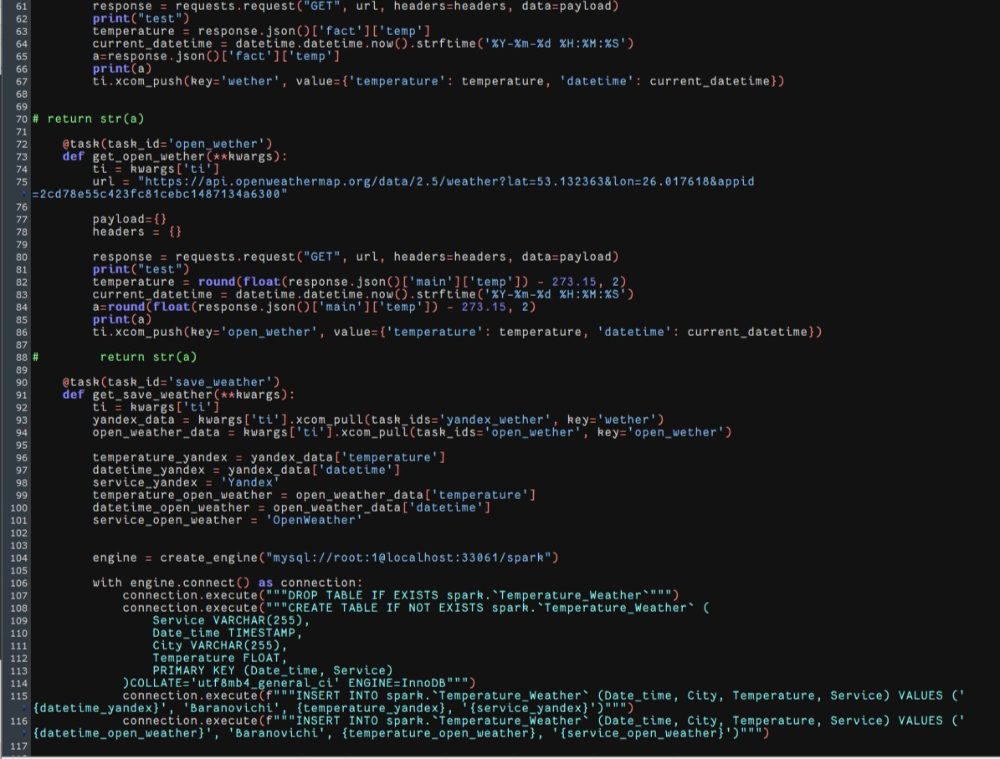 61 response = requests.request("GET", url, headers=headers, data=payload)
62 print("test")
63 temperature = response.json()['fact']['temp']
64 current_datetime = datetime.datetime.now().strftime('%Y-%m-%d %H:%M:%S')
65 a=response.json()['fact']['temp']
66 print(a)
67 ti.xcom_push(key='wether', value={'temperature': temperature, 'datetime': current_datetime})
68
69
70 # return str(a)
71
72 @task(task_id='open_wether')
73 def get_open_wether(**kwargs):
74 ti = kwargs['ti']
75 url = "https://api.openweathermap.org/data/2.5/weather?lat=53.132363&lon=26.017618&appid
=2cd78e55c423fc81cebc1487134a6300"
76
77 payload={}
78 headers = {}
79
80 response = requests.request("GET", url, headers=headers, data=payload)
81 print("test")
82 temperature = round(float(response.json()['main']['temp']) - 273.15, 2)
83 current_datetime = datetime.datetime.now().strftime('%Y-%m-%d %H:%M:%S')
84 a=round(float(response.json()['main']['temp']) - 273.15, 2)
85 print(a)
86 ti.xcom_push(key='open_wether', value={'temperature': temperature, 'datetime': current_datetime})
87
88 # return str(a)
89
90 @task(task_id='save_weather')
91 def get_save_weather(**kwargs):
92 ti = kwargs['ti']
93 yandex_data = kwargs['ti'].xcom_pull(task_ids='yandex_wether', key='wether')
94 open_weather_data = kwargs['ti'].xcom_pull(task_ids='open_wether', key='open_wether')
95
96 temperature_yandex = yandex_data['temperature']
97 datetime_yandex = yandex_data['datetime']
98 service_yandex = 'Yandex'
99 temperature_open_weather = open_weather_data['temperature']
100 datetime_open_weather = open_weather_data['datetime']
101 service_open_weather = 'OpenWeather'
102
103
104 engine = create_engine("mysql://root:1@localhost:33061/spark")
105
106 with engine.connect() as connection:
107 connection.execute("""DROP TABLE IF EXISTS spark.`Temperature_Weather`""")
108 connection.execute("""CREATE TABLE IF NOT EXISTS spark.`Temperature_Weather` (
109 Service VARCHAR(255),
110 Date_time TIMESTAMP,
111 City VARCHAR(255),
112 Temperature FLOAT,
113 PRIMARY KEY (Date_time, Service)
114 )COLLATE='utf8mb4_general_ci' ENGINE=InnoDB""")
115 connection.execute(f"""INSERT INTO spark.`Temperature_Weather` (Date_time, City, Temperature, Service) VALUES ('
{datetime_yandex}', 'Baranovichi', {temperature_yandex}, '{service_yandex}')""")
116 connection.execute(f"""INSERT INTO spark.`Temperature_Weather` (Date_time, City, Temperature, Service) VALUES ('
{datetime_open_weather}', 'Baranovichi', {temperature_open_weather}, '{service_open_weather}')""")
117